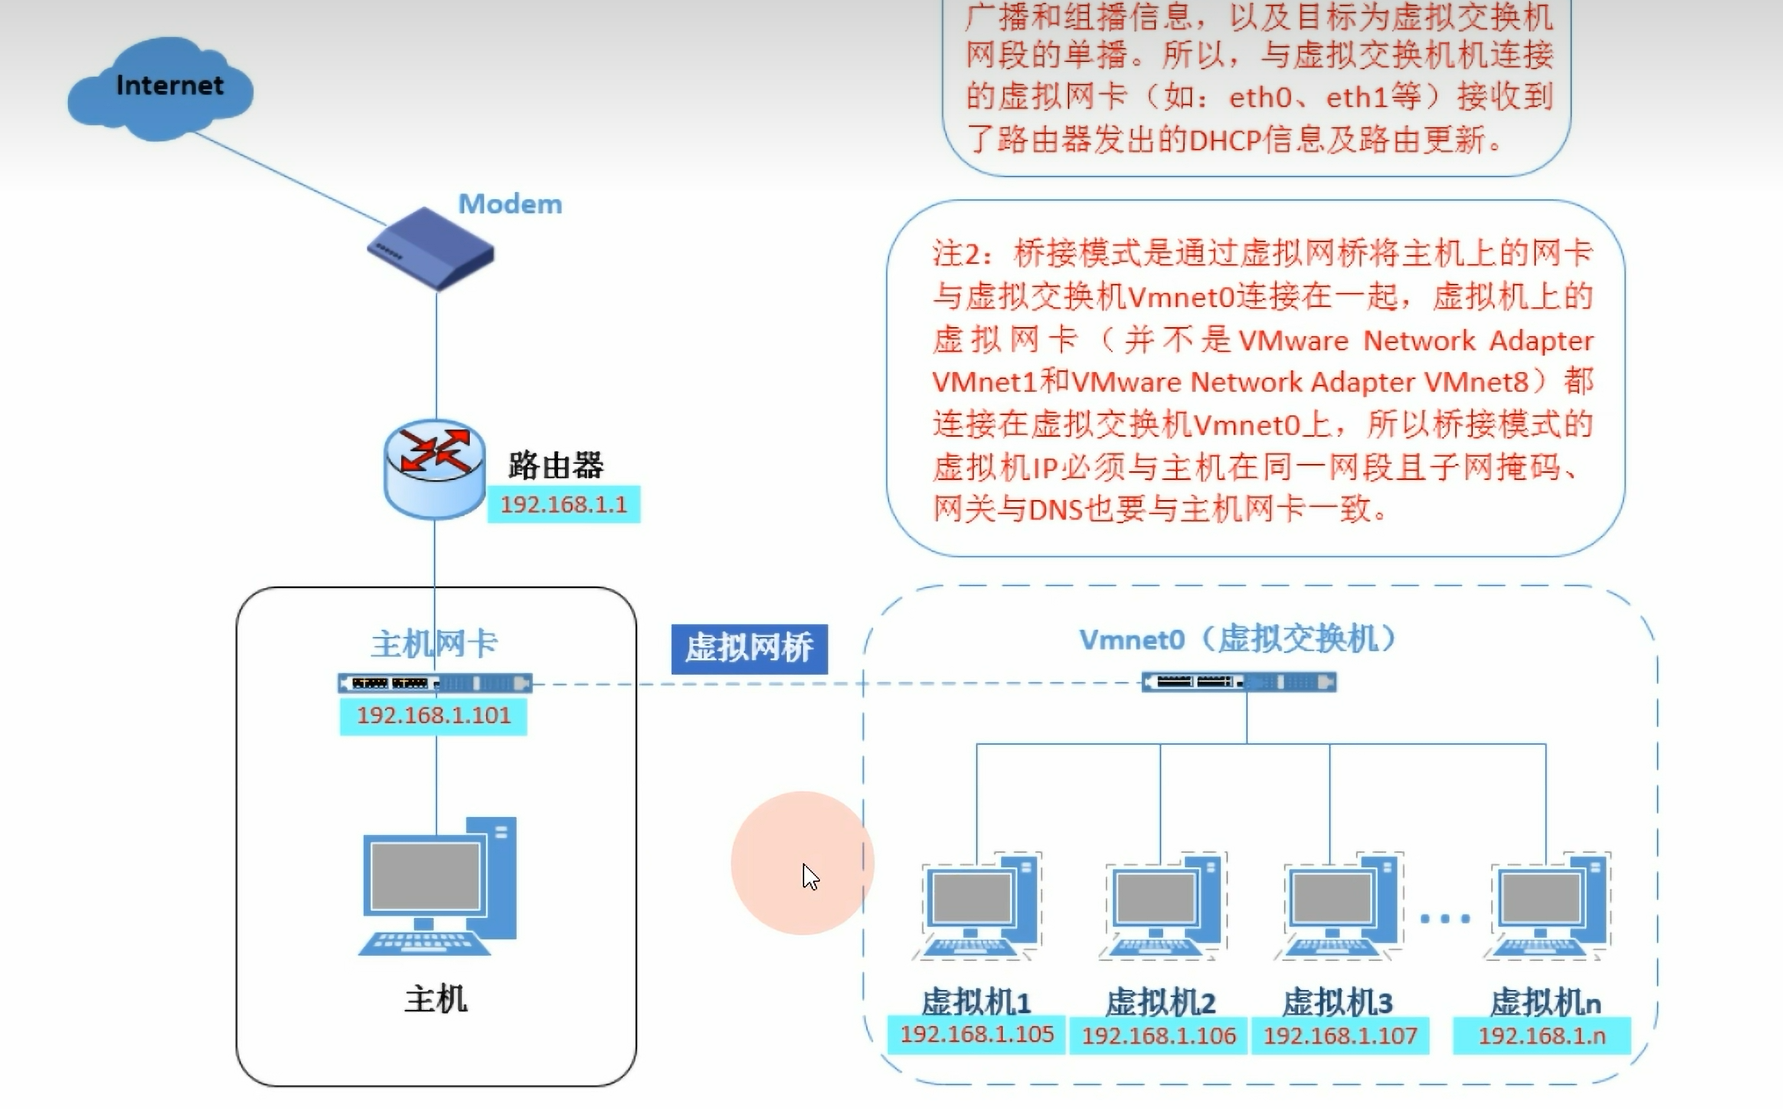 广播和组播信息，以及目标为虚拟交换机
网段的单播。所以，与虚拟交换机机连接
的虚拟网卡（如：eth0、eth1等）接收到
了路由器发出的DHCP信息及路由更新。
Internet
Modem
注2：桥接模式是通过虚拟网桥将主机上的网卡
与虚拟交换机Vmnet0连接在一起，虚拟机上的
虚拟网卡（并不是VMware Network Adapter
VMnet1和VMware Network Adapter VMnet8）都
连接在虚拟交换机Vmnet0上，所以桥接模式的
虚拟机IP必须与主机在同一网段且子网掩码、
网关与DNS也要与主机网卡一致。
路由器
192.168.1.1
主机网卡
192.168.1.101
虚拟网桥
Vmnet0（虚拟交换机）
主机
虚拟机1
192.168.1.105
虚拟机2
192.168.1.106
虚拟机3
192.168.1.107
虚拟机n
192.168.1.n